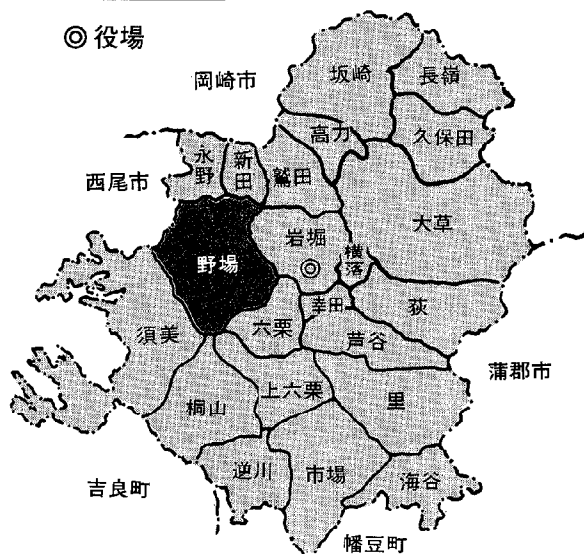 ◎役場
岡崎市
坂崎
長嶺
高力
久保田
永野
新田
鷲田
西尾市
大草
岩堀
横落
野場
◎
幸田
荻
須美
六栗
芦谷
蒲郡市
桐山
上六栗
里
逆川
市場
海谷
吉良町
幡豆町